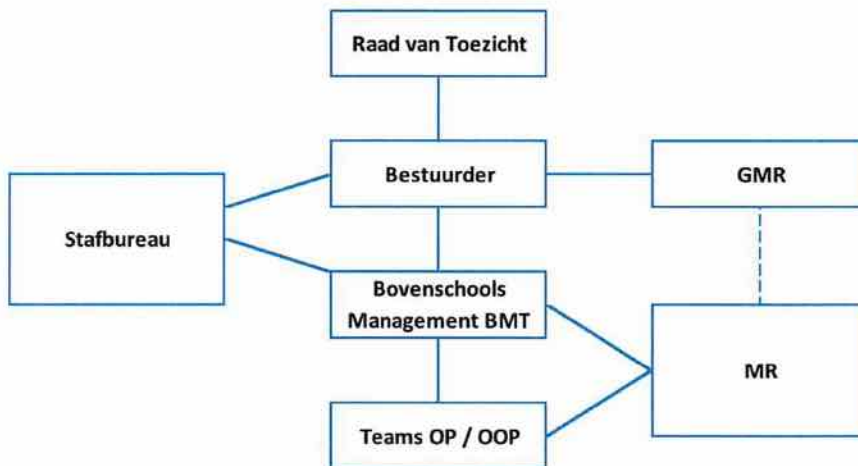 Raad van Toezicht
Bestuurder
GMR
Stafbureau
Bovenschools
Management BMT
MR
Teams OP / OOP